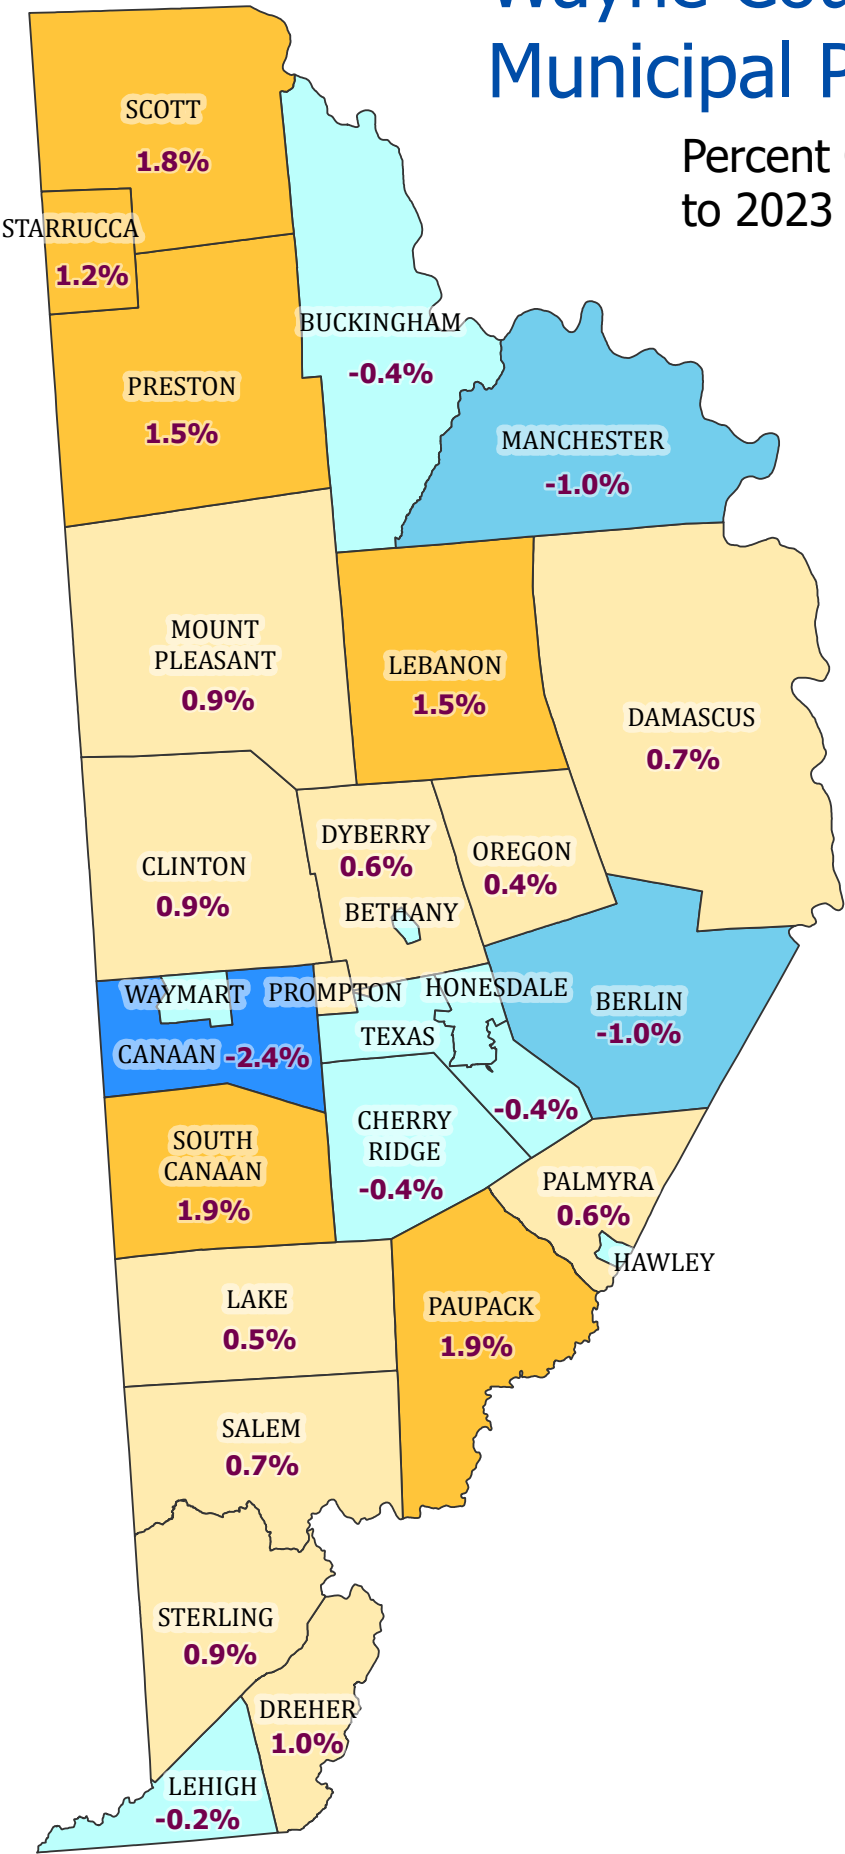 Municipal
Percent
to 2023
SCOTT
1.8%
STARRUCCA
1.2%
BUCKINGHAM
-0.4%
PRESTON
1.5%
MANCHESTER
-1.0%
MOUNT
PLEASANT
0.9%
LEBANON
1.5%
DAMASCUS
0.7%
DYBERRY
0.6%
OREGON
0.4%
CLINTON
0.9%
BETHANY
WAYMART
PROMPTON
HONESDALE
BERLIN
-1.0%
TEXAS
-0.4%
CANAAN -2.4%
CHERRY
RIDGE
-0.4%
SOUTH
CANAAN
1.9%
PALMYRA
0.6%
HAWLEY
LAKE
0.5%
PAUPACK
1.9%
SALEM
0.7%
STERLING
0.9%
DREHER
1.0%
LEHIGH
-0.2%